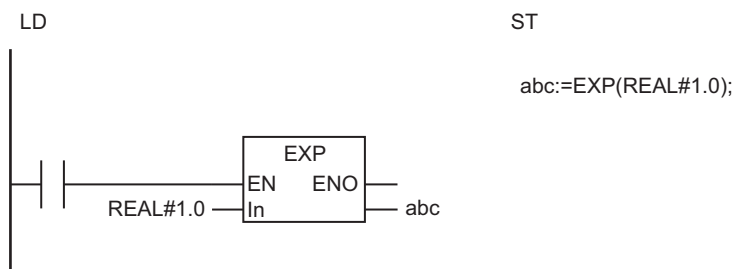 LD
ST
abc:=EXP(REAL#1.0);
EXP
EN ENO
REAL#1.0 In abc